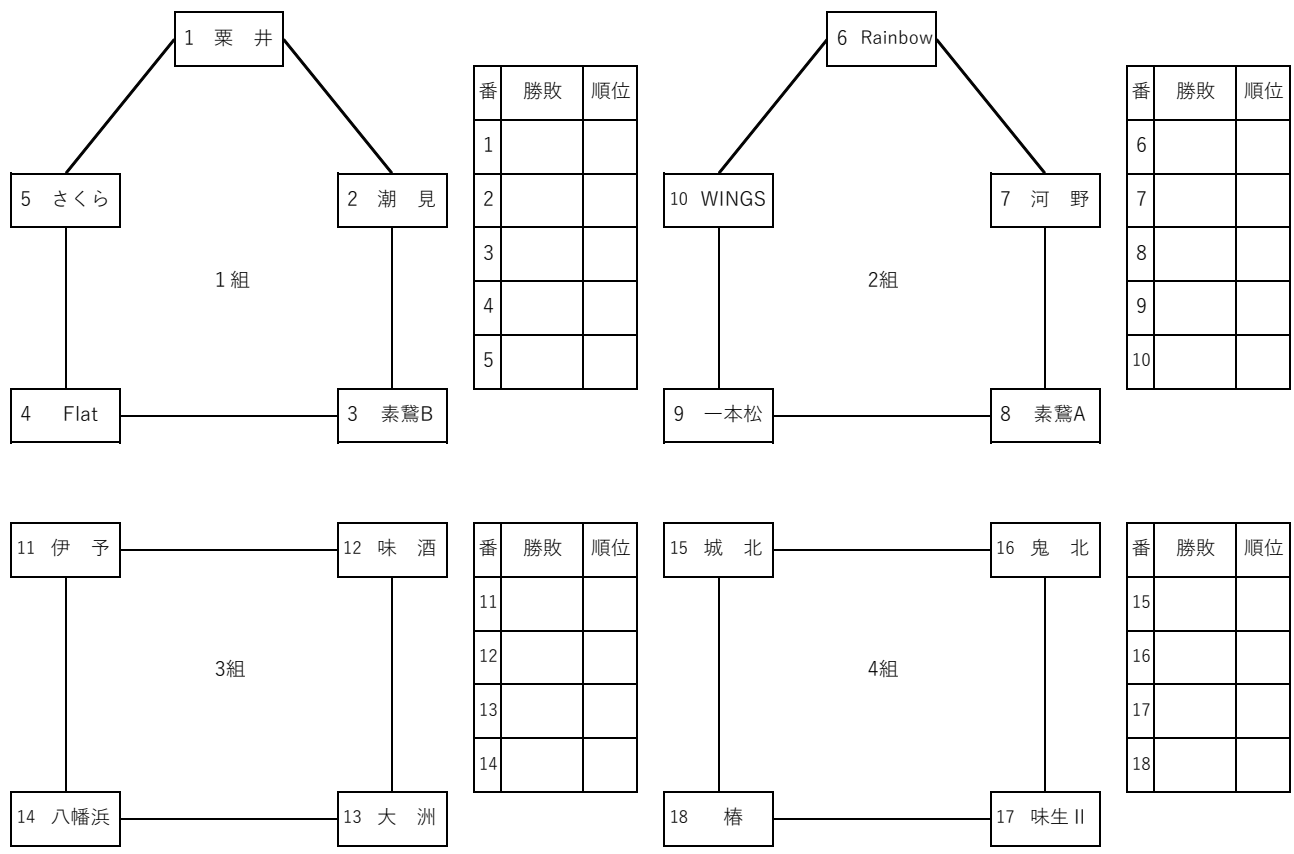 1 粟 井
5 さくら
2 潮 見
1組
4 Flat
3 素鵞B
番 勝敗 順位
1
2
3
4
5
6 Rainbow
10 WINGS
7 河 野
2組
9 一本松
8 素鵞A
番 勝敗 順位
6
7
8
9
10
11 伊 予
12 味 酒
3組
14 八幡浜
13 大 洲
番 勝敗 順位
11
12
13
14
15 城 北
16 鬼 北
4組
18 椿
17 味生Ⅱ
番 勝敗 順位
15
16
17
18